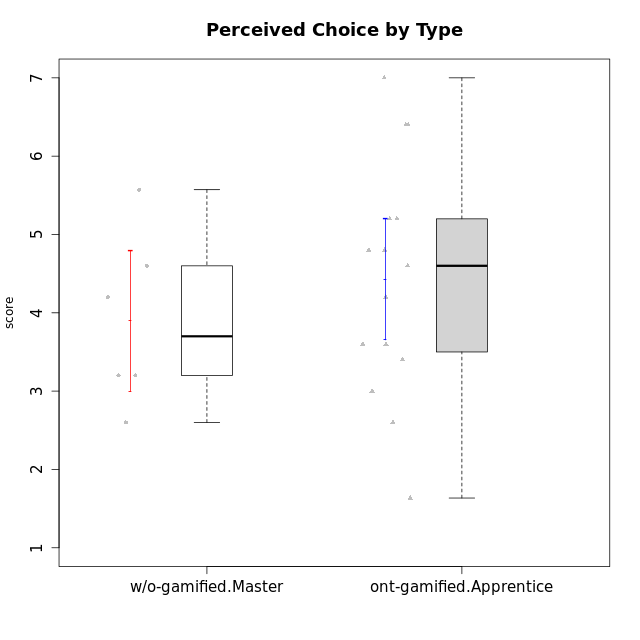 Perceived Choice by Type
7
6
5
4
3
2
1
score
w/o-gamified.Master
ont-gamified.Apprentice